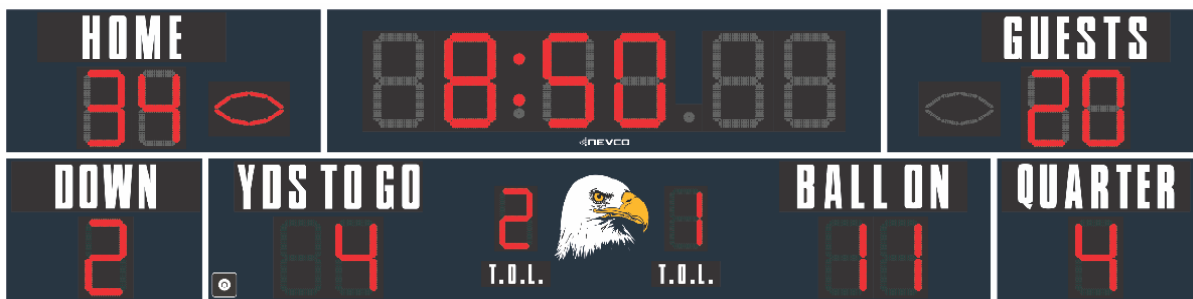 HOME
34
8:50
NEVCO
GUESTS
20
DOWN
2
YDS TO GO
4
2
T.O.L.
1
T.O.L.
BALL ON
11
QUARTER
4